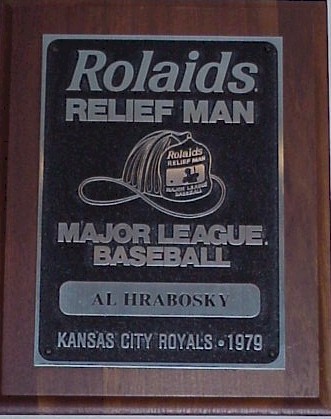 Rolaids
RELIEF MAN
Rolaids
RELIEF MAN
MAJOR LEAGUE
BASEBALL
MAJOR LEAGUE
BASEBALL
AL HRABOSKY
KANSAS CITY ROYALS • 1979